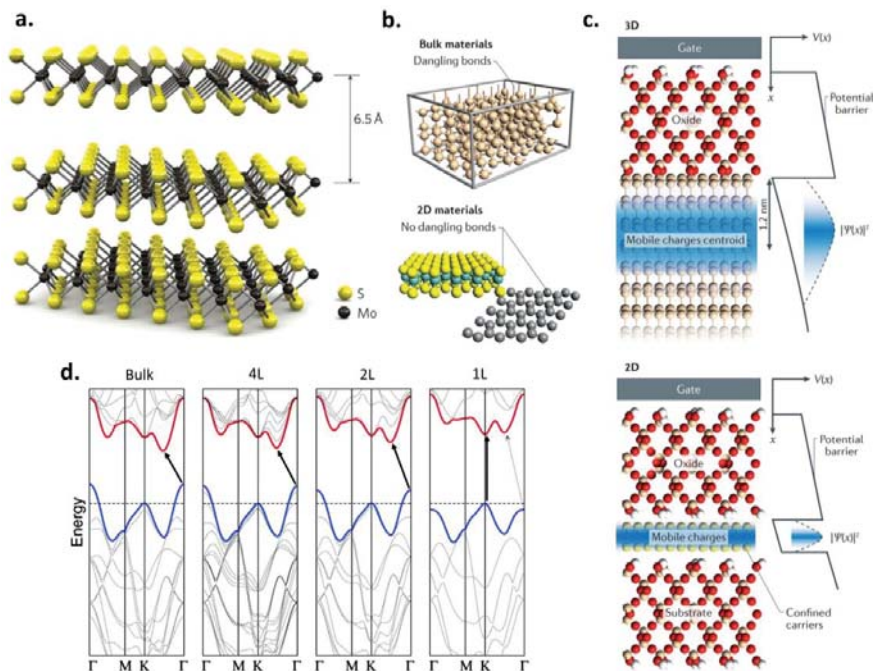 a.
6.5 Å
S
Mo
b.
Bulk materials
Dangling bonds
2D materials
No dangling bonds
c.
3D
Gate
V(x)
x
Potential
barrier
Oxide
1.2 nm
Mobile charges centroid
|Ψ(x)|²
2D
Gate
V(x)
x
Potential
barrier
Oxide
Mobile charges
|Ψ(x)|²
Substrate
Confined
carriers
d.
Bulk
4L
2L
1L
Energy
Γ M K Γ
Γ M K Γ
Γ M K Γ
Γ M K Γ